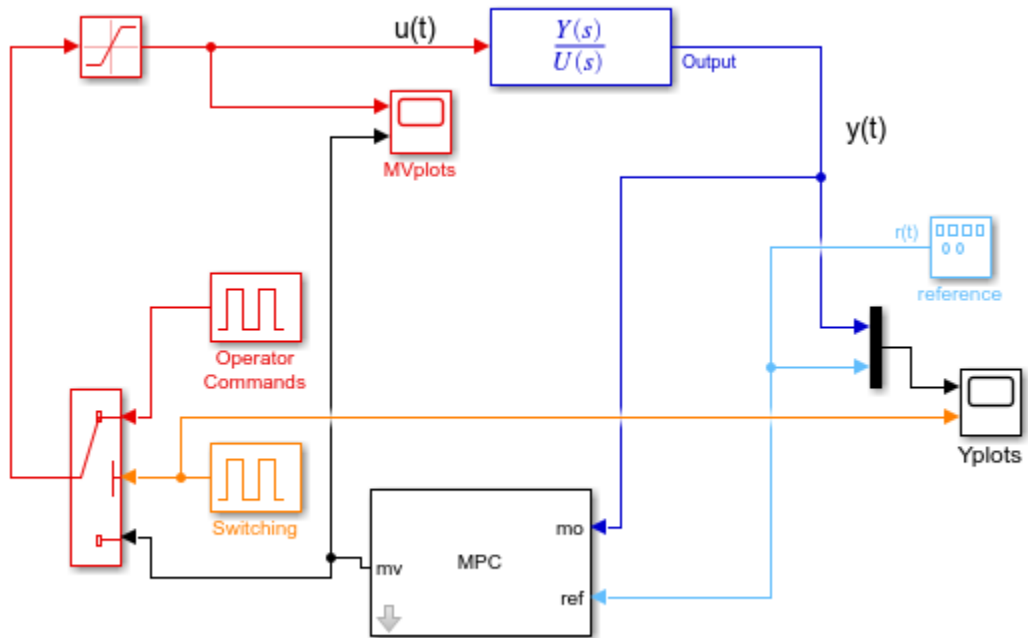 u(t)
Y(s)
U(s)
Output
MVplots
y(t)
r(t)
reference
Operator
Commands
Switching
Yplots
mo
MPC
mv
ref